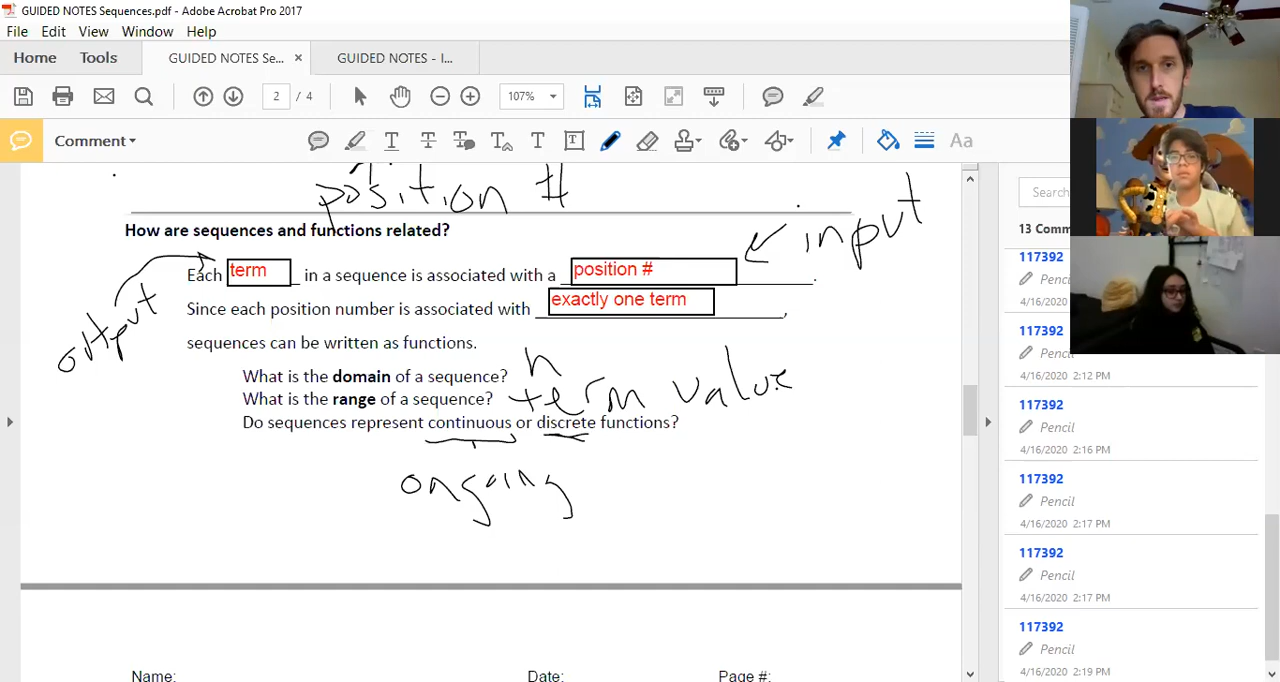 GUIDED NOTES Sequences.pdf - Adobe Acrobat Pro 2017
File Edit View Window Help
Home Tools GUIDED NOTES Se... × GUIDED NOTES - I...
2 / 4 107%
Comment
position #
How are sequences and functions related?
input
Each term in a sequence is associated with a position # .
Since each position number is associated with exactly one term ,
output
sequences can be written as functions.
What is the domain of a sequence? n
What is the range of a sequence? term value
Do sequences represent continuous or discrete functions?
ongoing
Name: Date: Page #:
Search
13 Comm
117392
Pencil
4/16/2020
117392
Pencil
4/16/2020 2:12 PM
117392
Pencil
4/16/2020 2:16 PM
117392
Pencil
4/16/2020 2:17 PM
117392
Pencil
4/16/2020 2:17 PM
117392
Pencil
4/16/2020 2:19 PM